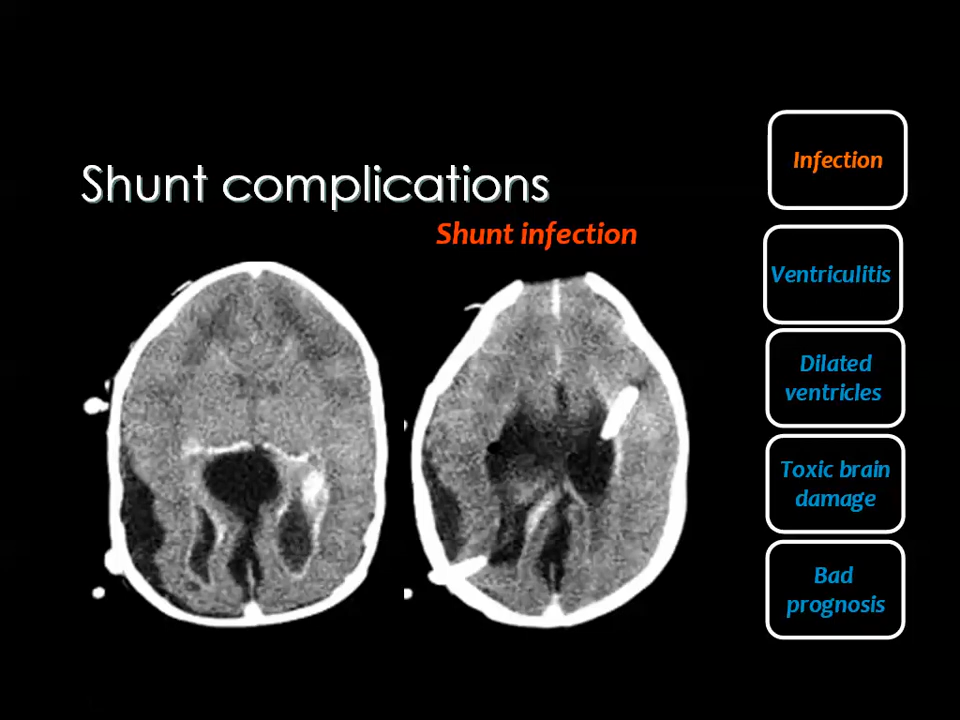 Shunt complications
Shunt infection
Infection
Ventriculitis
Dilated
ventricles
Toxic brain
damage
Bad
prognosis